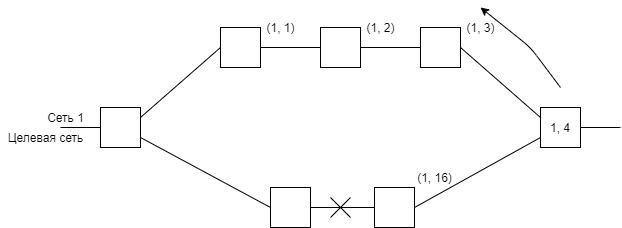 (1, 1)
(1, 2)
(1, 3)
Сеть 1
Целевая сеть
1, 4
(1, 16)